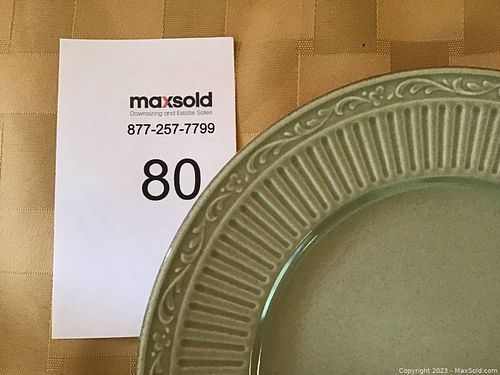 maxsold
Downsizing and Estate Sales
877-257-7799
80
Copyright 2023 - MaxSold.com